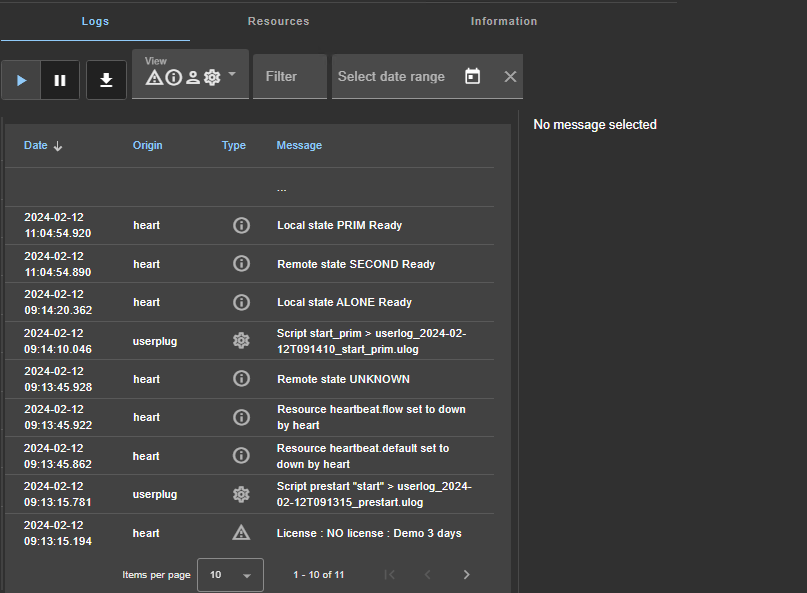 Logs Resources Information
View
Filter Select date range
No message selected
Date Origin Type Message
...
2024-02-12
11:04:54.920 heart Local state PRIM Ready
2024-02-12
11:04:54.890 heart Remote state SECOND Ready
2024-02-12
09:14:20.362 heart Local state ALONE Ready
2024-02-12 Script start_prim > userlog_2024-02-
09:14:10.046 userplug 12T091410_start_prim.ulog
2024-02-12
09:13:45.928 heart Remote state UNKNOWN
2024-02-12 Resource heartbeat.flow set to down
09:13:45.922 heart by heart
2024-02-12 Resource heartbeat.default set to
09:13:45.862 heart down by heart
2024-02-12 Script prestart "start" > userlog_2024-
09:13:15.781 userplug 02-12T091315_prestart.ulog
2024-02-12
09:13:15.194 heart License : NO license : Demo 3 days
Items per page 10 1 - 10 of 11